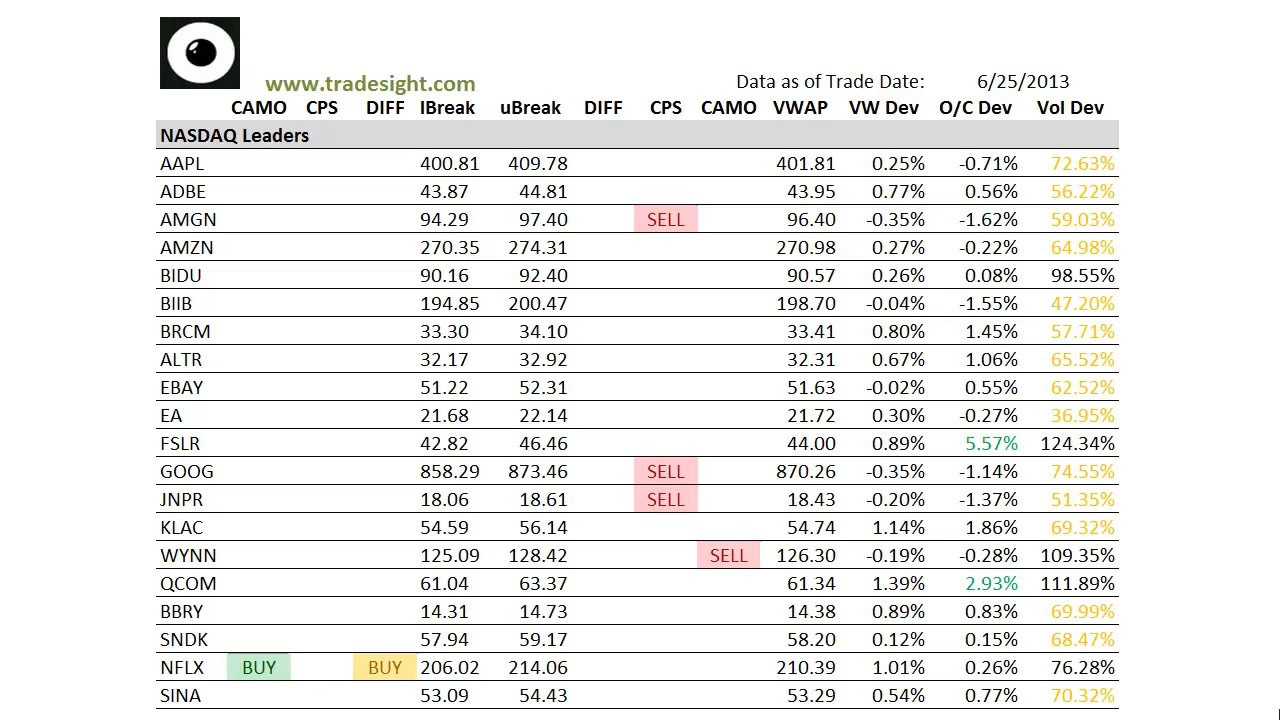 www.tradesight.com Data as of Trade Date: 6/25/2013
CAMO CPS DIFF lBreak uBreak DIFF CPS CAMO VWAP VW Dev O/C Dev Vol Dev
NASDAQ Leaders
AAPL 400.81 409.78 401.81 0.25% -0.71% 72.63%
ADBE 43.87 44.81 43.95 0.77% 0.56% 56.22%
AMGN 94.29 97.40 SELL 96.40 -0.35% -1.62% 59.03%
AMZN 270.35 274.31 270.98 0.27% -0.22% 64.98%
BIDU 90.16 92.40 90.57 0.26% 0.08% 98.55%
BIIB 194.85 200.47 198.70 -0.04% -1.55% 47.20%
BRCM 33.30 34.10 33.41 0.80% 1.45% 57.71%
ALTR 32.17 32.92 32.31 0.67% 1.06% 65.52%
EBAY 51.22 52.31 51.63 -0.02% 0.55% 62.52%
EA 21.68 22.14 21.72 0.30% -0.27% 36.95%
FSLR 42.82 46.46 44.00 0.89% 5.57% 124.34%
GOOG 858.29 873.46 SELL 870.26 -0.35% -1.14% 74.55%
JNPR 18.06 18.61 SELL 18.43 -0.20% -1.37% 51.35%
KLAC 54.59 56.14 54.74 1.14% 1.86% 69.32%
WYNN 125.09 128.42 SELL 126.30 -0.19% -0.28% 109.35%
QCOM 61.04 63.37 61.34 1.39% 2.93% 111.89%
BBRY 14.31 14.73 14.38 0.89% 0.83% 69.99%
SNDK 57.94 59.17 58.20 0.12% 0.15% 68.47%
NFLX BUY BUY 206.02 214.06 210.39 1.01% 0.26% 76.28%
SINA 53.09 54.43 53.29 0.54% 0.77% 70.32%